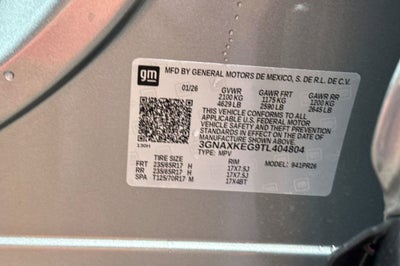 gm
MFD BY GENERAL MOTORS DE MEXICO, S. DE R.L. DE C.V.
01/26 GVWR GAWR FRT GAWR RR
2100 KG 1175 KG 1200 KG
4629 LB 2590 LB 2645 LB
THIS VEHICLE CONFORMS TO ALL
APPLICABLE U.S. FEDERAL MOTOR
VEHICLE SAFETY AND THEFT PREVENTION
STANDARDS IN EFFECT ON THE DATE OF
MANUFACTURE SHOWN ABOVE.
3GNAXKEG9TL404804
TYPE: MPV 941PR26
TIRE SIZE RIM
FRT 235/65R17 H 17X7.5J
RR 235/65R17 H 17X7.5J
SPA T125/70R17 M 17X4BT